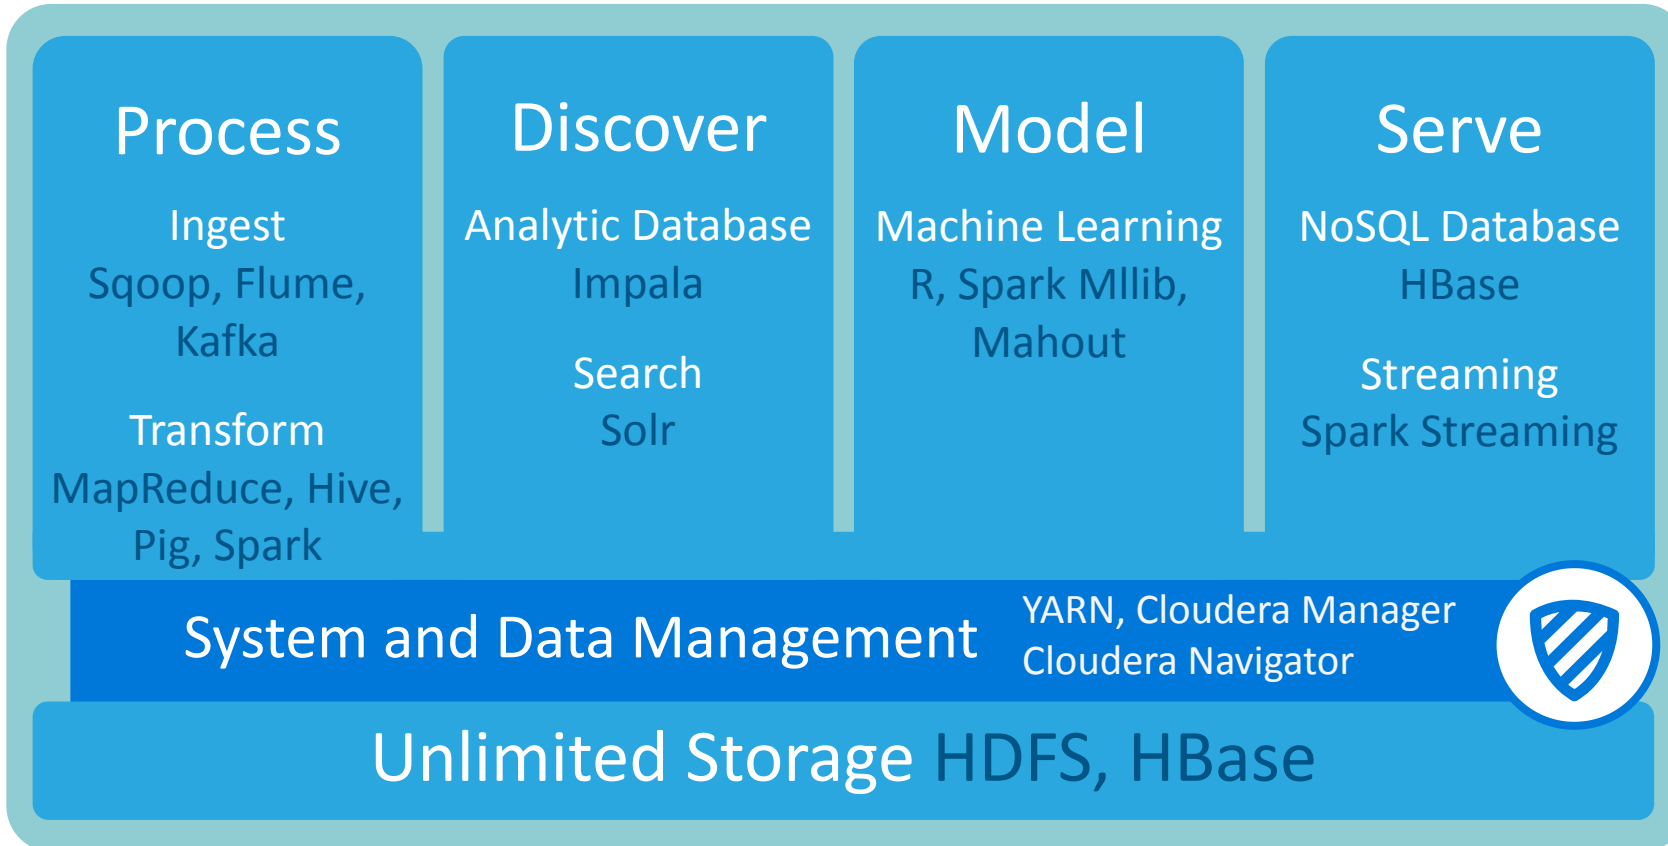 Process
Ingest
Sqoop, Flume,
Kafka
Transform
MapReduce, Hive,
Pig, Spark
Discover
Analytic Database
Impala
Search
Solr
Model
Machine Learning
R, Spark Mllib,
Mahout
Serve
NoSQL Database
HBase
Streaming
Spark Streaming
System and Data Management
YARN, Cloudera Manager
Cloudera Navigator
Unlimited Storage HDFS, HBase